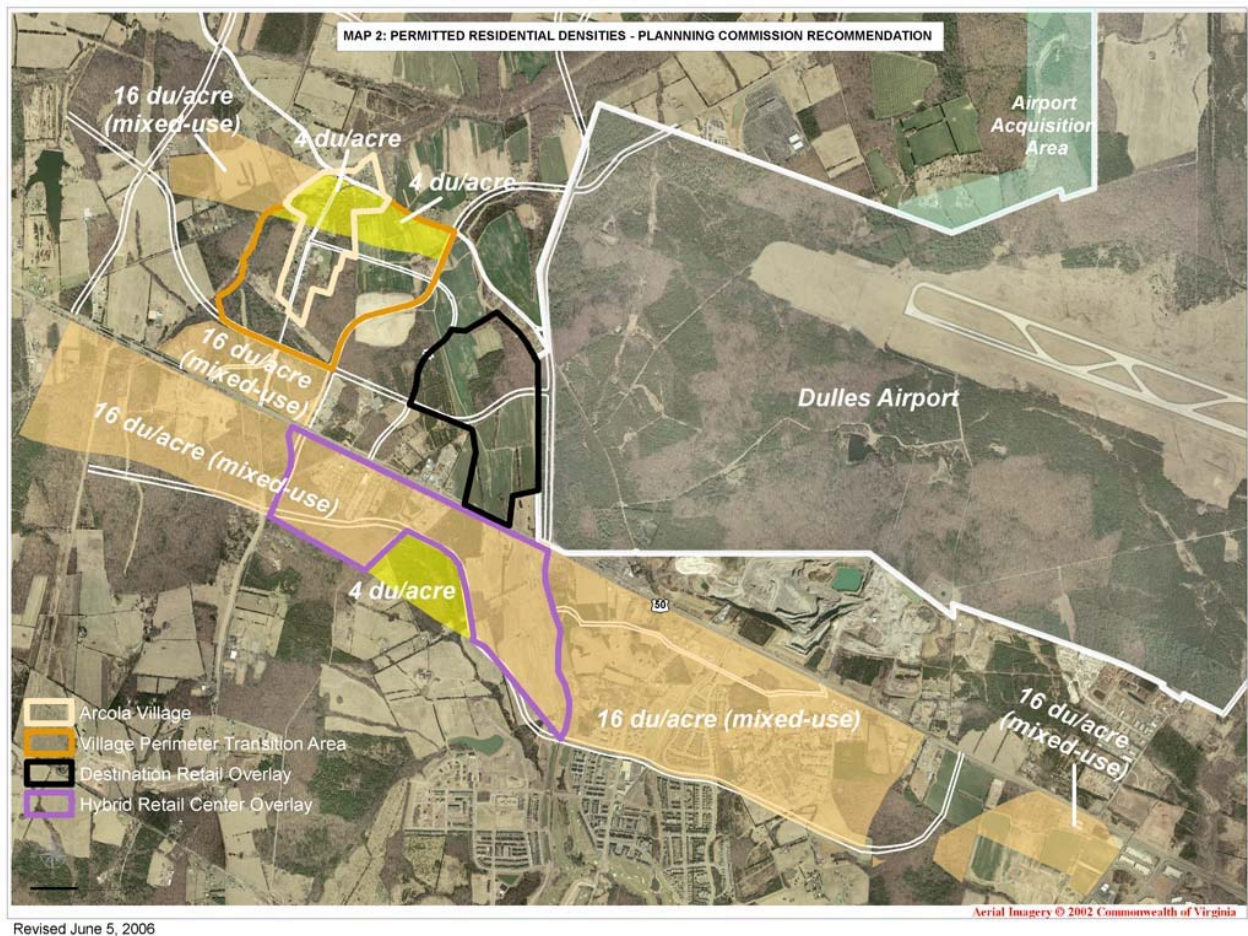 MAP 2: PERMITTED RESIDENTIAL DENSITIES - PLANNNING COMMISSION RECOMMENDATION
16 du/acre
(mixed-use)
4 du/acre
4 du/acre
Airport
Acquisition
Area
16 du/acre
(mixed-use)
Dulles Airport
16 du/acre (mixed-use)
4 du/acre
50
16 du/acre (mixed-use)
16 du/acre
(mixed-use)
Arcola Village
Village Perimeter Transition Area
Destination Retail Overlay
Hybrid Retail Center Overlay
Aerial Imagery © 2002 Commonwealth of Virginia
Revised June 5, 2006